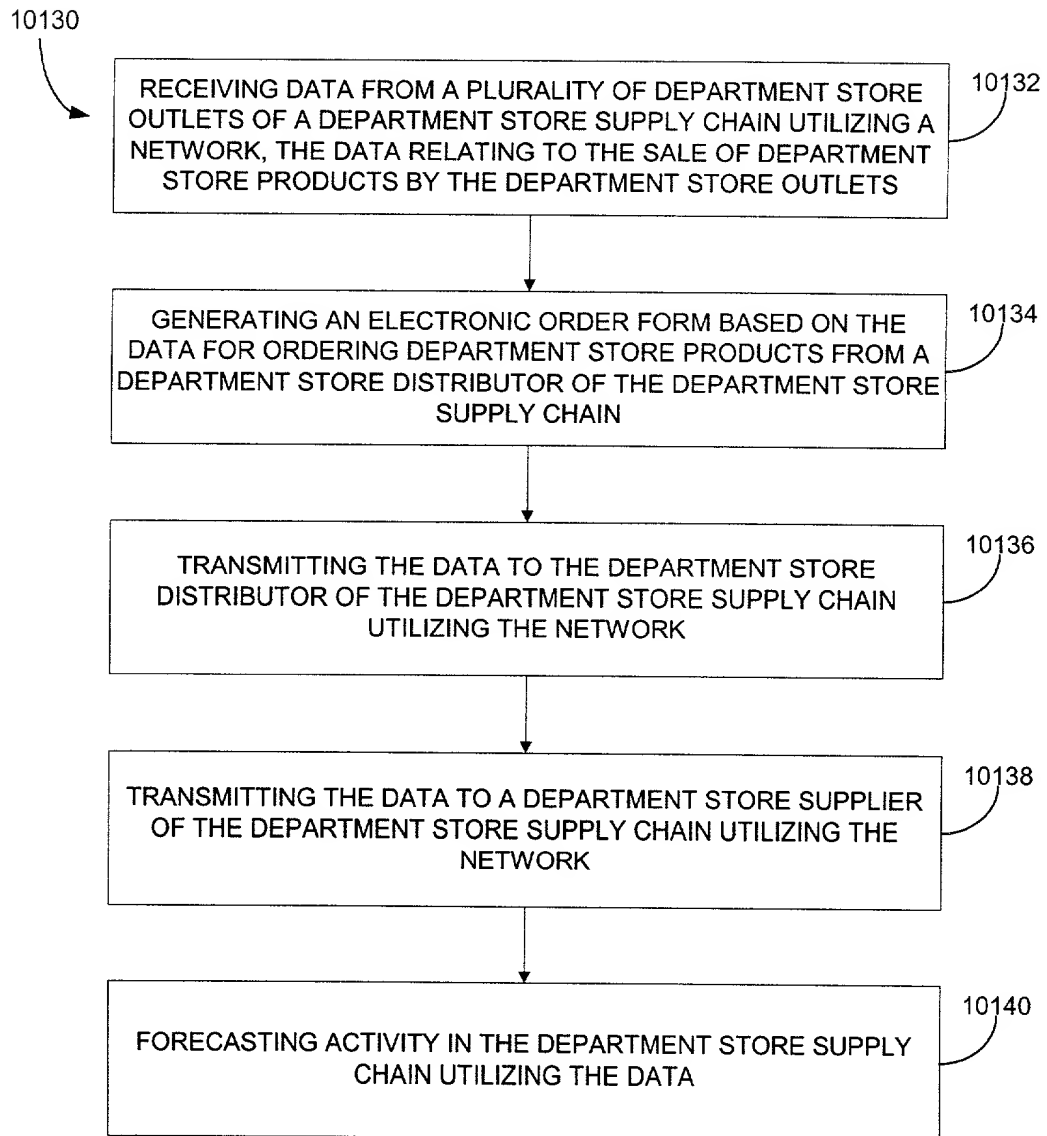 10130
RECEIVING DATA FROM A PLURALITY OF DEPARTMENT STORE
OUTLETS OF A DEPARTMENT STORE SUPPLY CHAIN UTILIZING A
NETWORK, THE DATA RELATING TO THE SALE OF DEPARTMENT
STORE PRODUCTS BY THE DEPARTMENT STORE OUTLETS
10132
GENERATING AN ELECTRONIC ORDER FORM BASED ON THE
DATA FOR ORDERING DEPARTMENT STORE PRODUCTS FROM A
DEPARTMENT STORE DISTRIBUTOR OF THE DEPARTMENT STORE
SUPPLY CHAIN
10134
TRANSMITTING THE DATA TO THE DEPARTMENT STORE
DISTRIBUTOR OF THE DEPARTMENT STORE SUPPLY CHAIN
UTILIZING THE NETWORK
10136
TRANSMITTING THE DATA TO A DEPARTMENT STORE SUPPLIER
OF THE DEPARTMENT STORE SUPPLY CHAIN UTILIZING THE
NETWORK
10138
FORECASTING ACTIVITY IN THE DEPARTMENT STORE SUPPLY
CHAIN UTILIZING THE DATA
10140